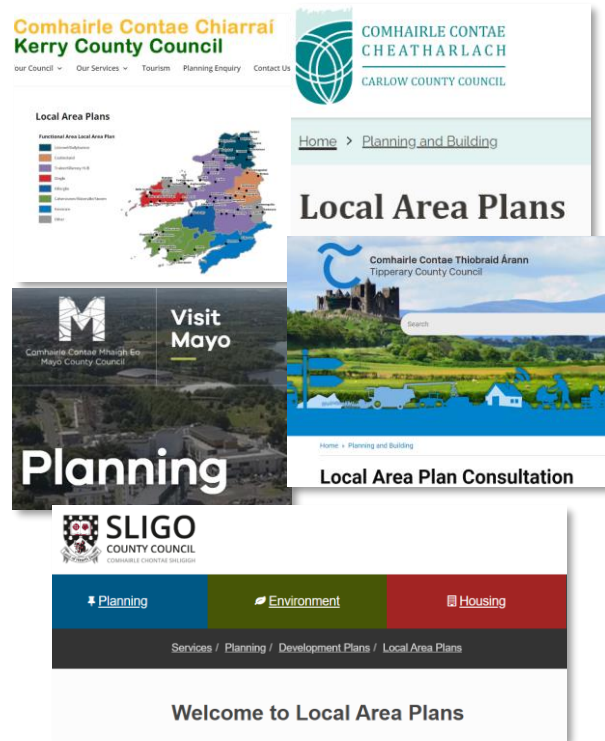 Comhairle Contae Chiarraí
Kerry County Council
our Council
Our Services
Tourism
Planning Enquiry
Contact Us
Local Area Plans
Functional Area Local Area Plan
Dingle
Killorglin
Kenmare
COMHAIRLE CONTAE
CHEATHARLACH
CARLOW COUNTY COUNCIL
Home > Planning and Building
Local Area Plans
Comhairle Contae Thiobraid Árann
Tipperary County Council
Search
Home » Planning and Building
Local Area Plan Consultation
Comhairle Contae Mhaigh Eo
Mayo County Council
Visit
Mayo
Planning
SLIGO
COUNTY COUNCIL
COMHAIRLE CHONTAE SHLIGIGH
Planning
Environment
Housing
Services / Planning / Development Plans / Local Area Plans
Welcome to Local Area Plans